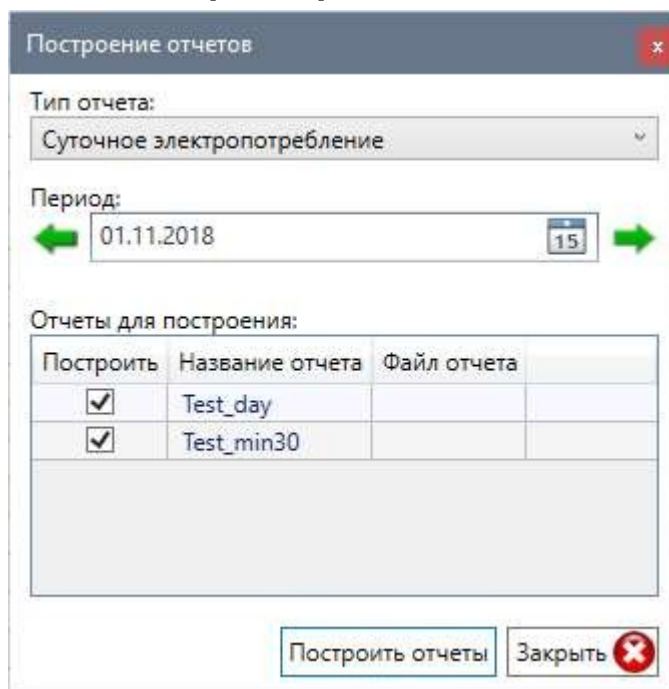 Построение отчетов
x
Тип отчета:
Суточное электропотребление
Период:
01.11.2018
15
Отчеты для построения:
Построить Название отчета Файл отчета
Test_day
Test_min30
Построить отчеты Закрыть